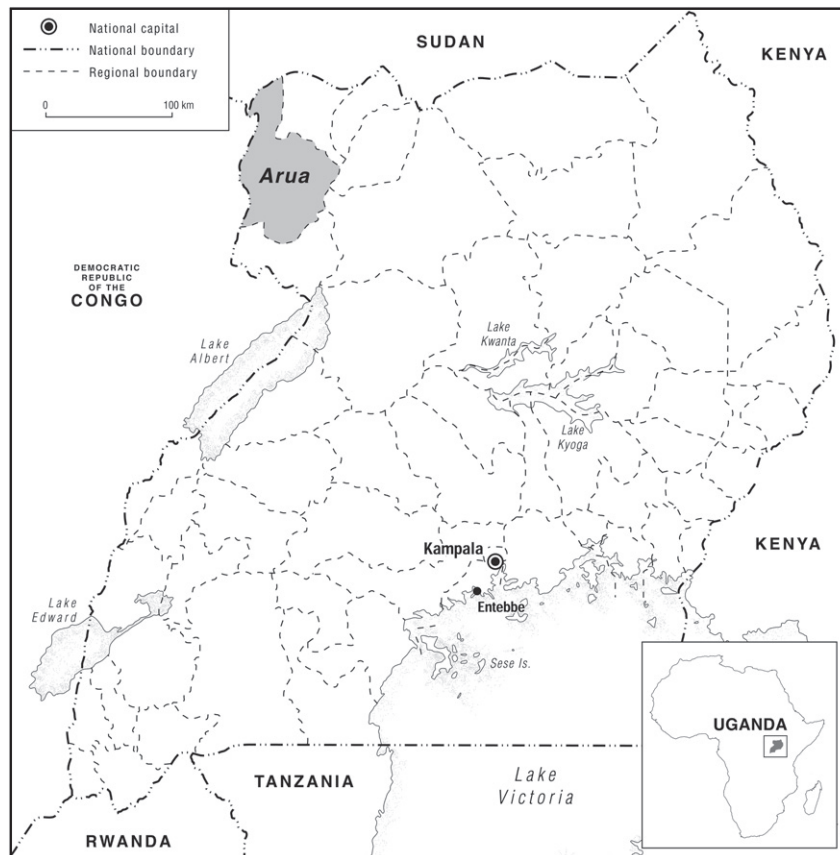 National capital
National boundary
Regional boundary
0 100 km
SUDAN
KENYA
Arua
DEMOCRATIC
REPUBLIC
OF THE
CONGO
Lake
Albert
Lake
Kwanta
Lake
Kyoga
Kampala
KENYA
Entebbe
Lake
Edward
Sese Is.
UGANDA
TANZANIA
Lake
Victoria
RWANDA